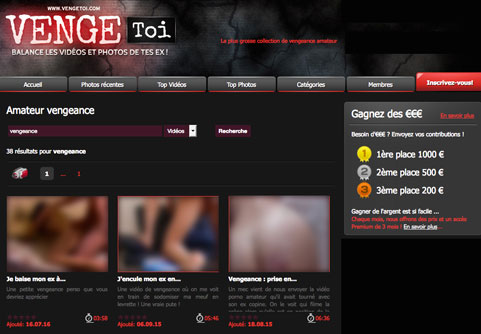 WWW.VENGETOI.COM
VENGE Toi
BALANCE LES VIDÉOS ET PHOTOS DE TES EX !
La plus grosse collection de vengeance amateur
Accueil
Photos récentes
Top Vidéos
Top Photos
Catégories
Membres
Inscrivez-vous!
Amateur vengeance
vengeance
Vidéos
Recherche
38 résultats pour vengeance
1 ... 1
Je baise mon ex à...
Une petite vengeance perso que vous devriez apprécier
03:58
Ajouté: 16.07.16
J'encule mon ex en...
Une vidéo de vengeance où on me voit
en train de sodomiser ma meuf en
levrette ! Une vraie pute !
05:46
Ajouté: 06.09.15
Vengeance : prise en...
Un mec vient de nous envoyer la vidéo
porno amateur qu'il avait tourné avec
son ex copine. On le voit qui filme
06:36
Ajouté: 18.08.15
Gagnez des €€€
En savoir plus
Besoin d'€€€ ? Envoyez vos contributions !
1 1ère place 1000 €
2 2ème place 500 €
3 3ème place 200 €
Gagner de l'argent est si facile ...
Chaque mois, nous offrons des prix et un accès
Premium de 3 mois ! En savoir plus...